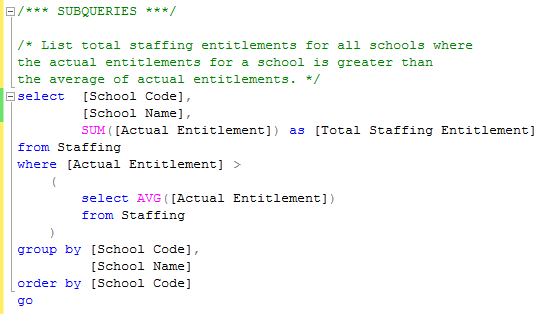 /*** SUBQUERIES ***/
/* List total staffing entitlements for all schools where
the actual entitlements for a school is greater than
the average of actual entitlements. */
select  [School Code],
        [School Name],
        SUM([Actual Entitlement]) as [Total Staffing Entitlement]
from Staffing
where [Actual Entitlement] >
    (
        select AVG([Actual Entitlement])
        from Staffing
    )
group by [School Code],
         [School Name]
order by [School Code]
go